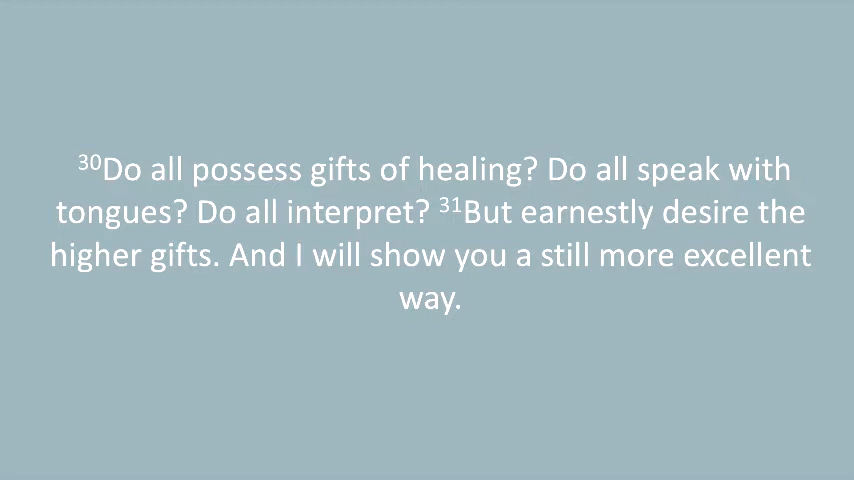 ³⁰Do all possess gifts of healing? Do all speak with
tongues? Do all interpret? ³¹But earnestly desire the
higher gifts. And I will show you a still more excellent
way.